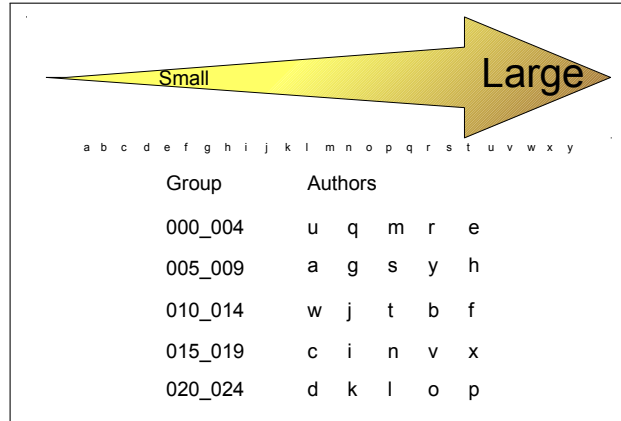 Small Large
a b c d e f g h i j k l m n o p q r s t u v w x y
Group Authors
000_004 u q m r e
005_009 a g s y h
010_014 w j t b f
015_019 c i n v x
020_024 d k l o p